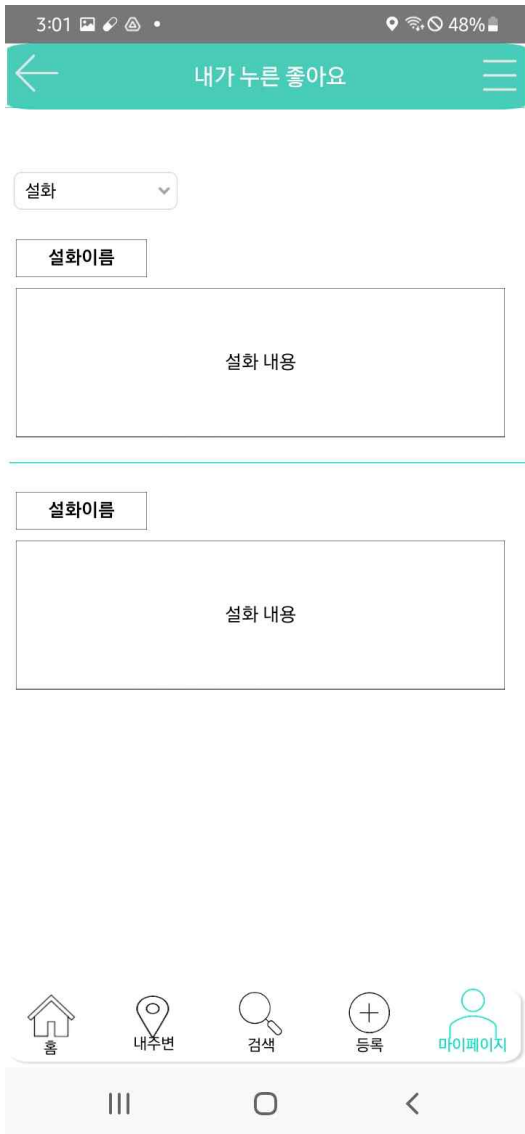 3:01 48%
내가 누른 좋아요
설화
설화이름
설화 내용
설화이름
설화 내용
홈 내주변 검색 등록 마이페이지